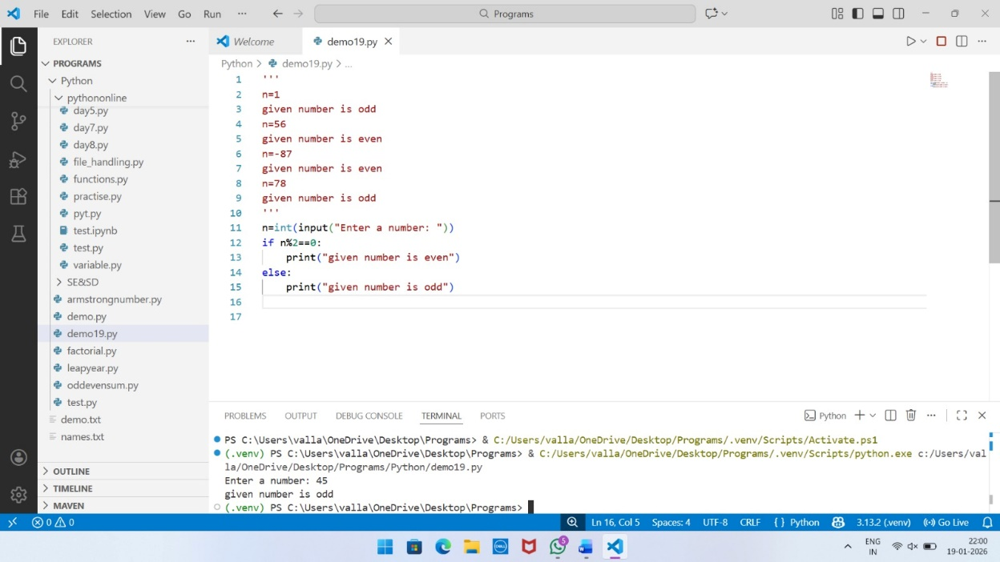 File Edit Selection View Go Run ··· Programs
EXPLORER ···
PROGRAMS
Python
pythononline
day5.py
day7.py
day8.py
file_handling.py
functions.py
practise.py
pyt.py
test.ipynb
test.py
variable.py
SE&SD
armstrongnumber.py
demo.py
demo19.py
factorial.py
leapyear.py
oddevensum.py
test.py
demo.txt
names.txt
OUTLINE
TIMELINE
MAVEN
Welcome demo19.py
Python > demo19.py > ...
1 '''
2 n=1
3 given number is odd
4 n=56
5 given number is even
6 n=-87
7 given number is even
8 n=78
9 given number is odd
10 '''
11 n=int(input("Enter a number: "))
12 if n%2==0:
13     print("given number is even")
14 else:
15     print("given number is odd")
16
17
PROBLEMS OUTPUT DEBUG CONSOLE TERMINAL PORTS Python
PS C:\Users\valla\OneDrive\Desktop\Programs> & C:/Users/valla/OneDrive/Desktop/Programs/.venv/Scripts/Activate.ps1
(.venv) PS C:\Users\valla\OneDrive\Desktop\Programs> & C:/Users/valla/OneDrive/Desktop/Programs/.venv/Scripts/python.exe c:/Users/val
la/OneDrive/Desktop/Programs/Python/demo19.py
Enter a number: 45
given number is odd
(.venv) PS C:\Users\valla\OneDrive\Desktop\Programs>
0 0 Ln 16, Col 5 Spaces: 4 UTF-8 CRLF { } Python 3.13.2 (.venv) Go Live
DELL 5 W ENG 22:00
IN 19-01-2026